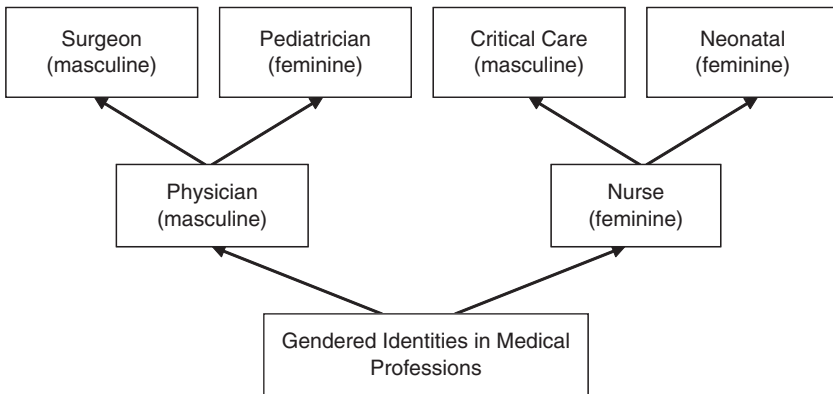 Surgeon
(masculine)
Pediatrician
(feminine)
Critical Care
(masculine)
Neonatal
(feminine)
Physician
(masculine)
Nurse
(feminine)
Gendered Identities in Medical
Professions